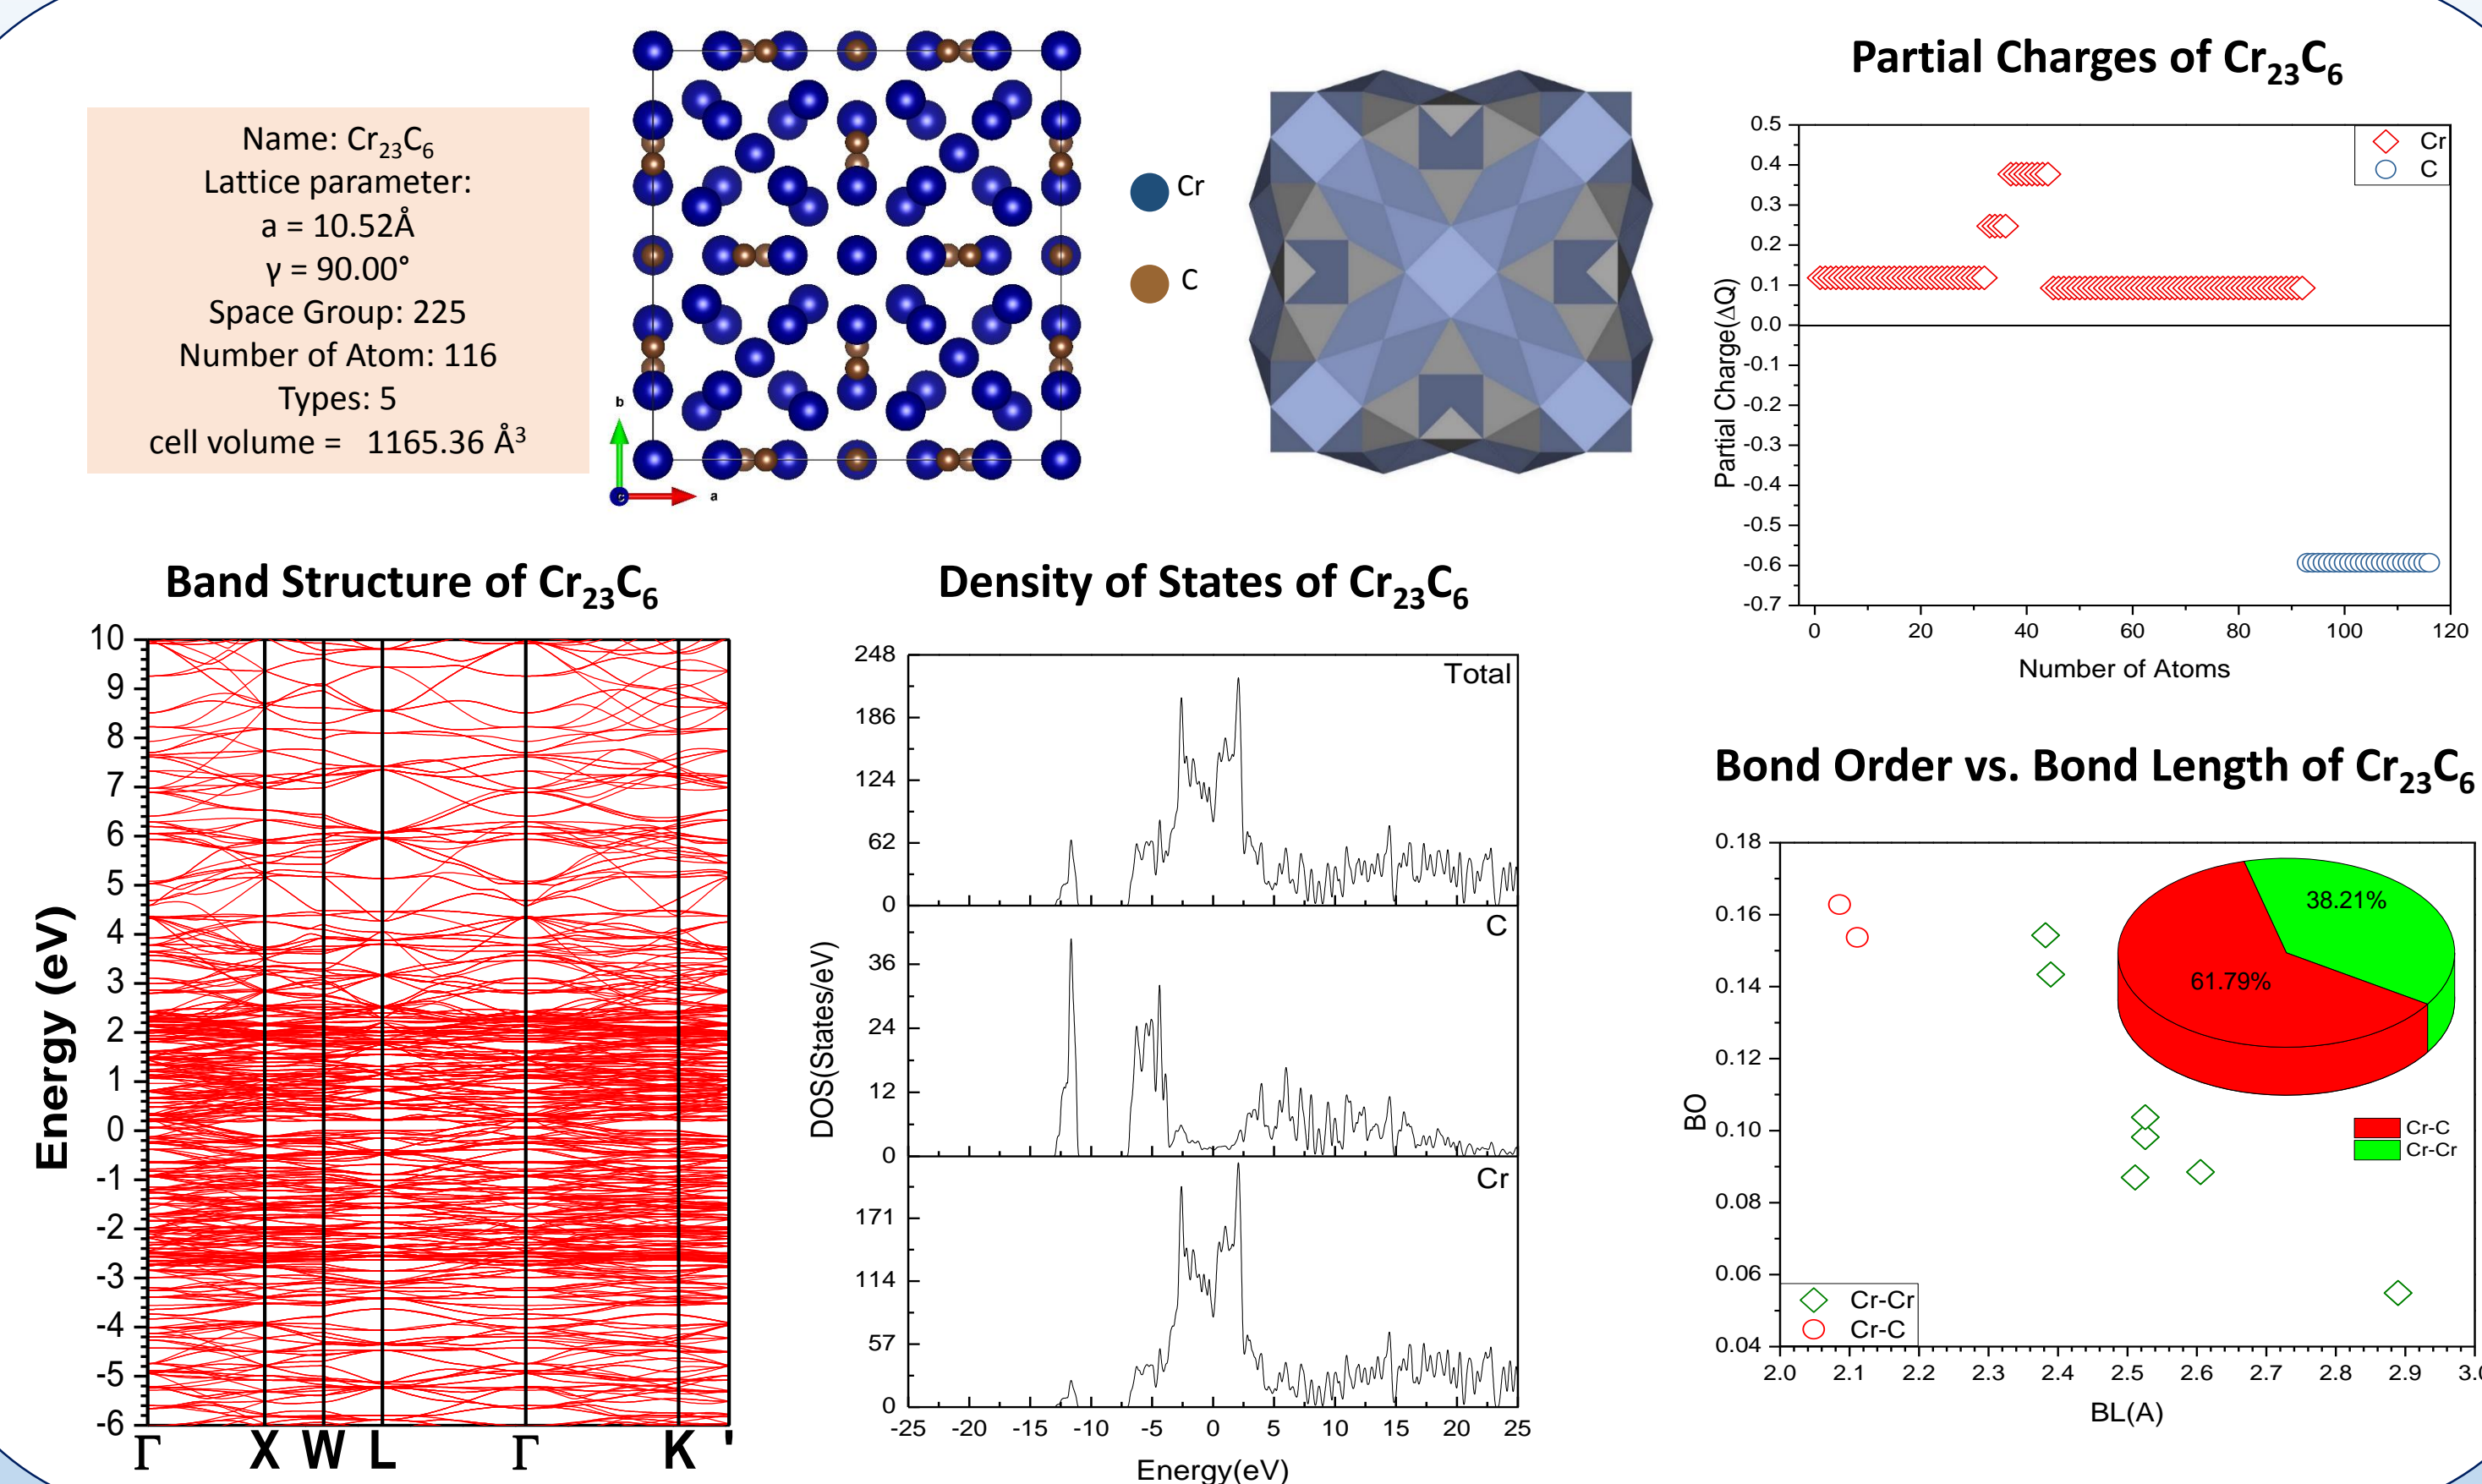 Name: Cr₂₃C₆
Lattice parameter:
a = 10.52Å
γ = 90.00°
Space Group: 225
Number of Atom: 116
Types: 5
cell volume = 1165.36 Å³
b
a
c
Cr
C
Partial Charges of Cr₂₃C₆
0.5
0.4
0.3
0.2
0.1
0.0
-0.1
-0.2
-0.3
-0.4
-0.5
-0.6
-0.7
Partial Charge(ΔQ)
Cr
C
0 20 40 60 80 100 120
Number of Atoms
Band Structure of Cr₂₃C₆
10
9
8
7
6
5
4
3
2
1
0
-1
-2
-3
-4
-5
-6
Energy (eV)
Γ X W L Γ K '
Density of States of Cr₂₃C₆
Total
248
186
124
62
0
C
36
24
12
0
Cr
171
114
57
0
DOS(States/eV)
-25 -20 -15 -10 -5 0 5 10 15 20 25
Energy(eV)
Bond Order vs. Bond Length of Cr₂₃C₆
0.18
0.16
0.14
0.12
0.10
0.08
0.06
0.04
BO
38.21%
61.79%
Cr-C
Cr-Cr
Cr-Cr
Cr-C
2.0 2.1 2.2 2.3 2.4 2.5 2.6 2.7 2.8 2.9 3.0
BL(A)